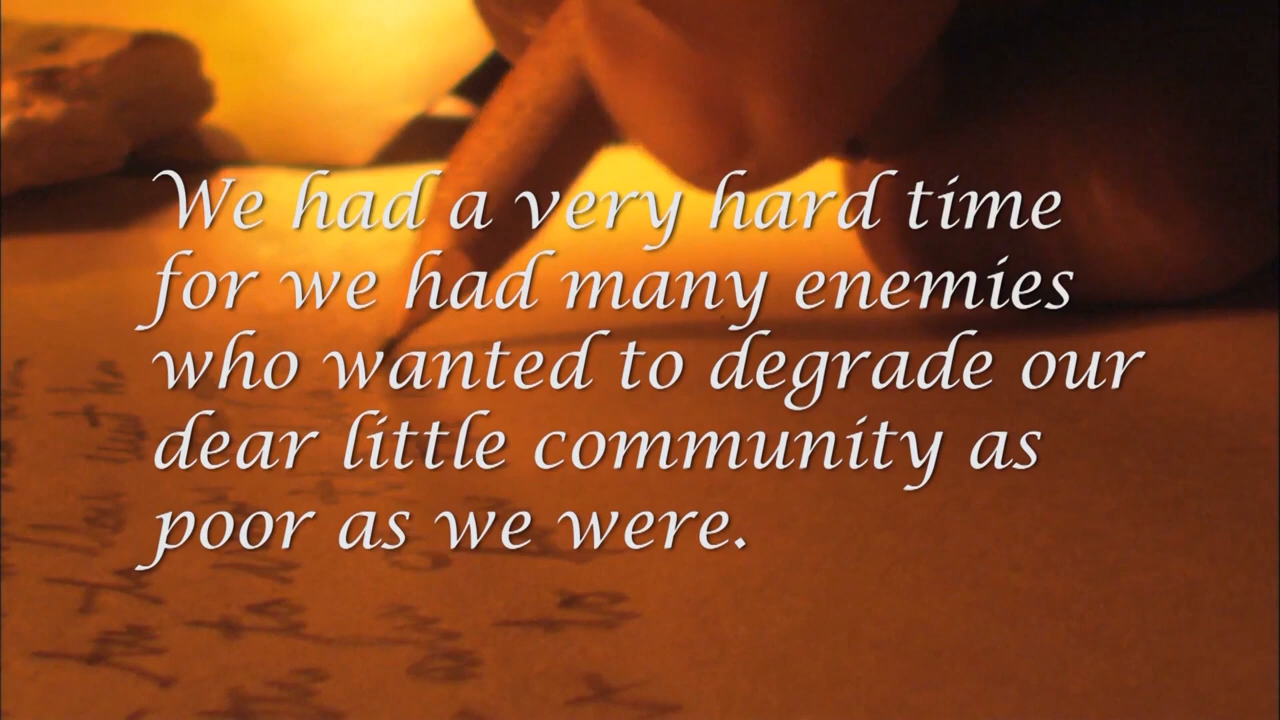 We had a very hard time
for we had many enemies
who wanted to degrade our
dear little community as
poor as we were.